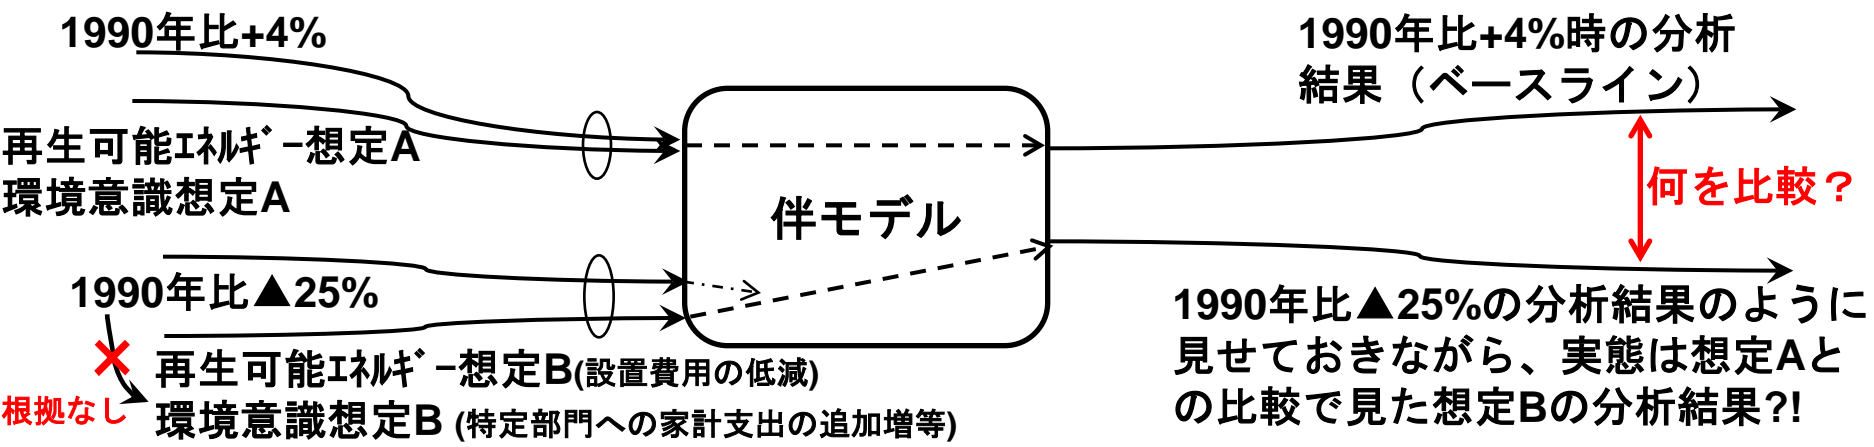 1990年比+4%
再生可能ｴﾈﾙｷﾞｰ想定A
環境意識想定A
1990年比▲25%
根拠なし
再生可能ｴﾈﾙｷﾞｰ想定B(設置費用の低減)
環境意識想定B (特定部門への家計支出の追加増等)
伴モデル
1990年比+4%時の分析
結果（ベースライン）
何を比較？
1990年比▲25%の分析結果のように
見せておきながら、実態は想定Aと
の比較で見た想定Bの分析結果?!